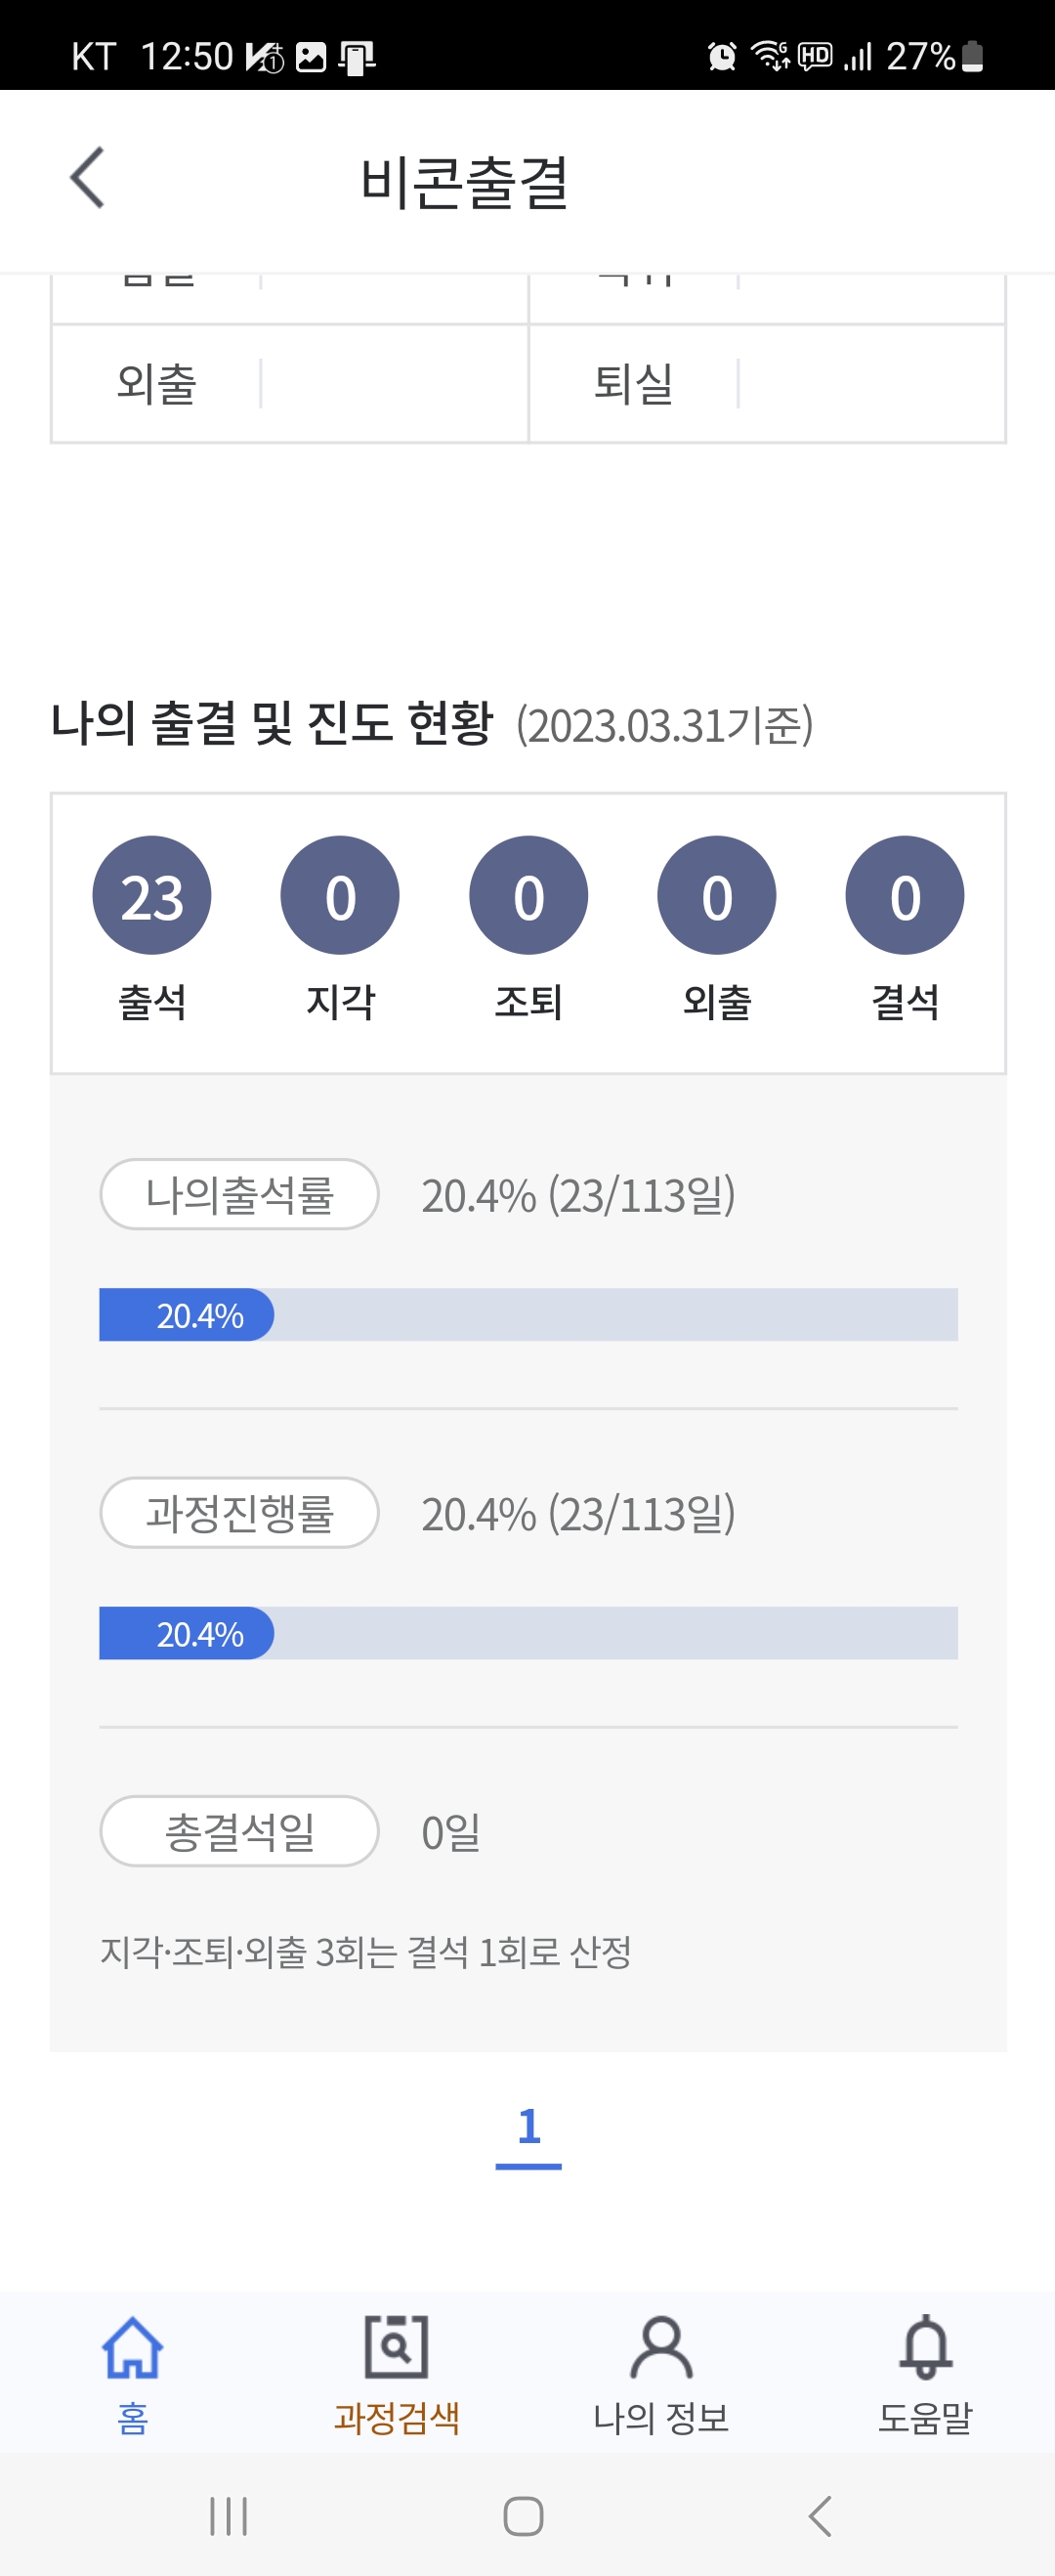 KT 12:50 27%
비콘출결
외출 퇴실
나의 출결 및 진도 현황 (2023.03.31기준)
23 0 0 0 0
출석 지각 조퇴 외출 결석
나의출석률 20.4% (23/113일)
20.4%
과정진행률 20.4% (23/113일)
20.4%
총결석일 0일
지각·조퇴·외출 3회는 결석 1회로 산정
1
홈 과정검색 나의 정보 도움말